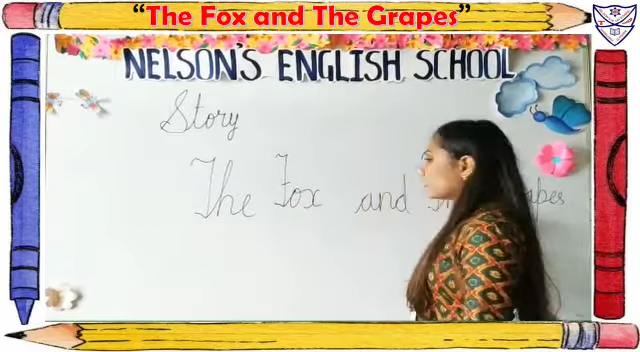 “The Fox and The Grapes”
NELSON'S ENGLISH SCHOOL
Story
The Fox and